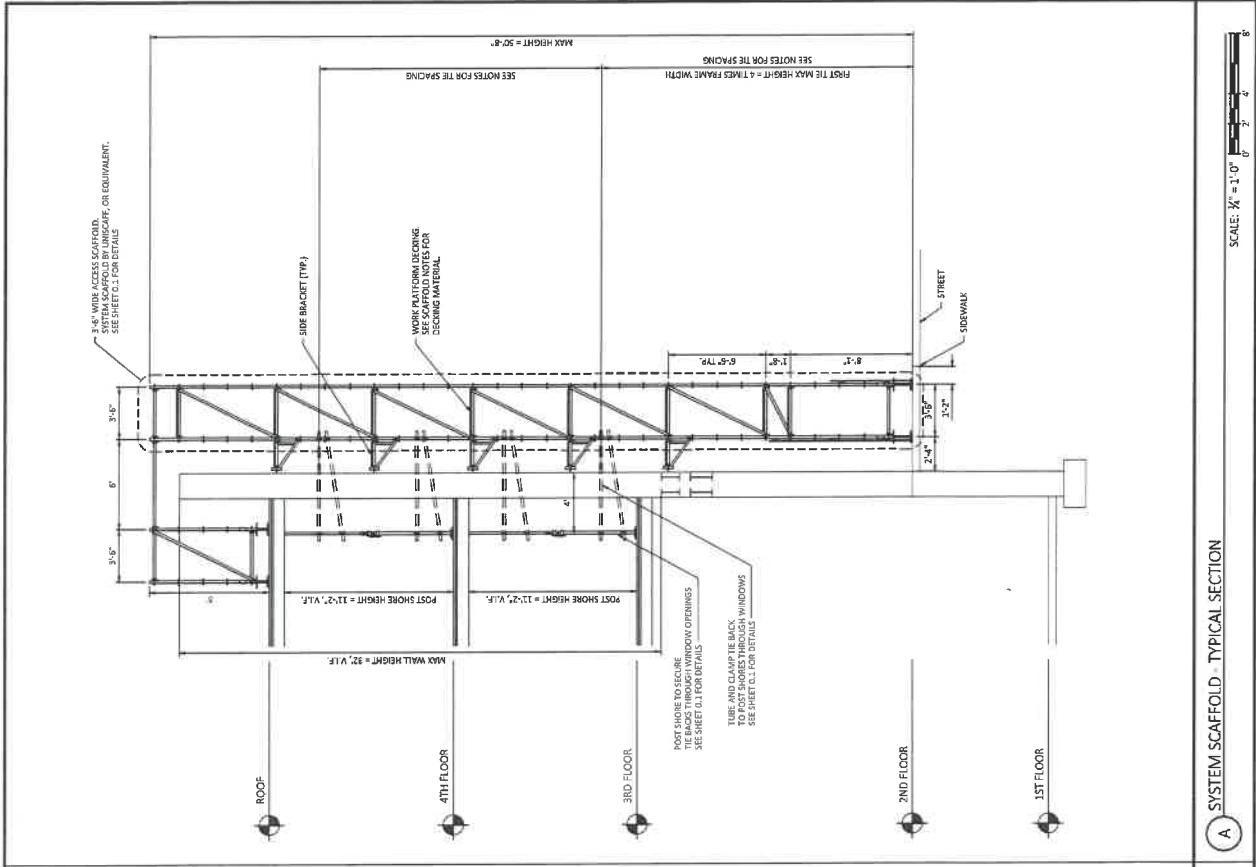 MAX HEIGHT = 50'-8"
SEE NOTES FOR TIE SPACING
FIRST TIE MAX HEIGHT = 4 TIMES FRAME WIDTH
SEE NOTES FOR TIE SPACING
3'-6" WIDE ACCESS SCAFFOLD.
SYSTEM SCAFFOLD BY UNISCAFF, OR EQUIVALENT.
SEE SHEET 0.1 FOR DETAILS
SIDE BRACKET (TYP.)
WORK PLATFORM DECKING.
SEE SCAFFOLD NOTES FOR
DECKING MATERIAL.
3'-6"
6'
3'-6"
6'-6" TYP.
1'-8"
8'-1"
STREET
SIDEWALK
3'-6"
1'-2"
2'-4"
4'
POST SHORE HEIGHT = 11'-2", V.I.F.
POST SHORE HEIGHT = 11'-2", V.I.F.
MAX WALL HEIGHT = 32', V.I.F.
POST SHORE TO SECURE
TIE BACKS THROUGH WINDOW OPENINGS
SEE SHEET 0.1 FOR DETAILS
TUBE AND CLAMP TIE BACK
TO POST SHORES THROUGH WINDOWS
SEE SHEET 0.1 FOR DETAILS
ROOF
4TH FLOOR
3RD FLOOR
2ND FLOOR
1ST FLOOR
A
SYSTEM SCAFFOLD - TYPICAL SECTION
SCALE: ¼" = 1'-0"
0' 2' 4' 8'